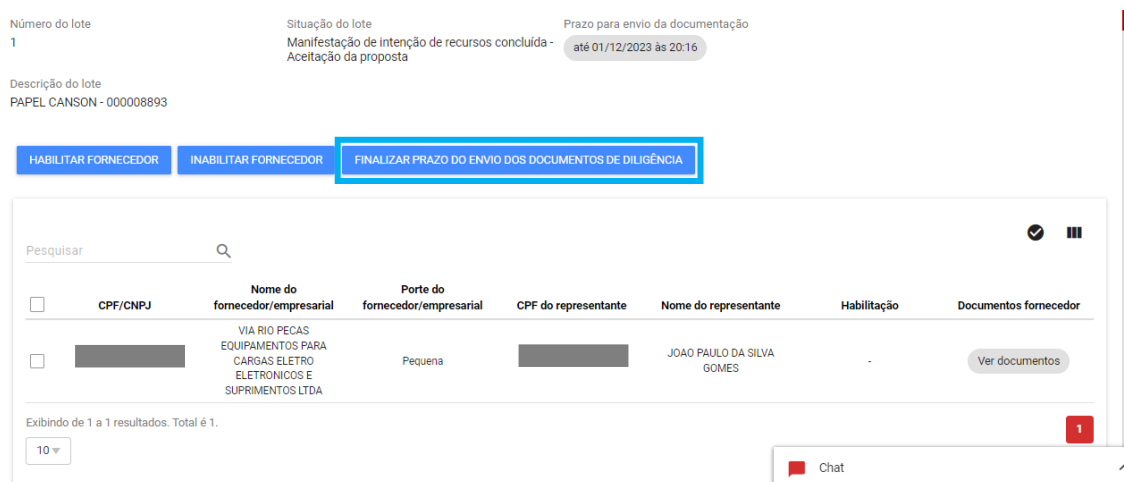 Número do lote
1
Situação do lote
Manifestação de intenção de recursos concluída -
Aceitação da proposta
Prazo para envio da documentação
até 01/12/2023 às 20:16
Descrição do lote
PAPEL CANSON - 000008893
HABILITAR FORNECEDOR
INABILITAR FORNECEDOR
FINALIZAR PRAZO DO ENVIO DOS DOCUMENTOS DE DILIGÊNCIA
Pesquisar
CPF/CNPJ
Nome do
fornecedor/empresarial
Porte do
fornecedor/empresarial
CPF do representante
Nome do representante
Habilitação
Documentos fornecedor
VIA RIO PECAS
EQUIPAMENTOS PARA
CARGAS ELETRO
ELETRONICOS E
SUPRIMENTOS LTDA
Pequena
JOAO PAULO DA SILVA
GOMES
-
Ver documentos
Exibindo de 1 a 1 resultados. Total é 1.
1
10
Chat